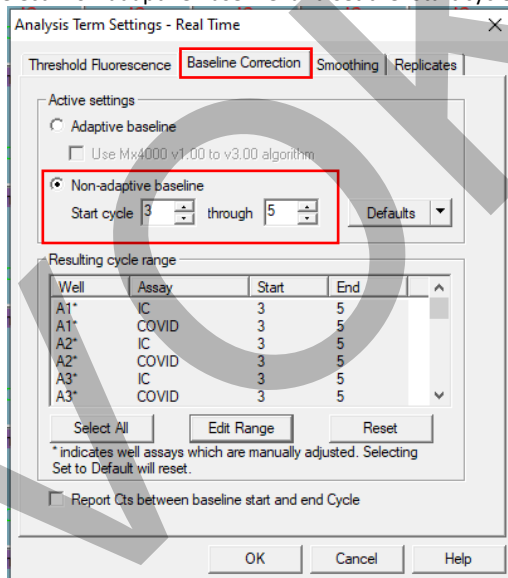 Analysis Term Settings - Real Time
Threshold Fluorescence Baseline Correction Smoothing Replicates
Active settings
Adaptive baseline
Use Mx4000 v1.00 to v3.00 algorithm
Non-adaptive baseline
Start cycle 3 through 5 Defaults
Resulting cycle range
Well Assay Start End
A1* IC 3 5
A1* COVID 3 5
A2* IC 3 5
A2* COVID 3 5
A3* IC 3 5
A3* COVID 3 5
Select All Edit Range Reset
* indicates well assays which are manually adjusted. Selecting
Set to Default will reset.
Report Cts between baseline start and end Cycle
OK Cancel Help